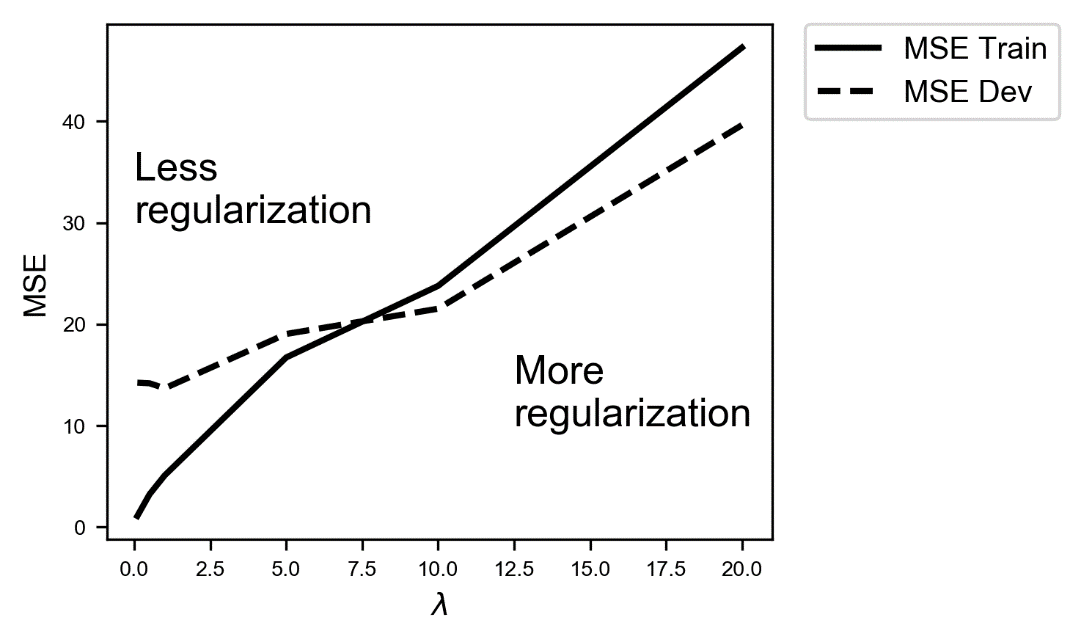 MSE Train
MSE Dev
40
30
20
10
0
MSE
Less
regularization
More
regularization
0.0 2.5 5.0 7.5 10.0 12.5 15.0 17.5 20.0
λ